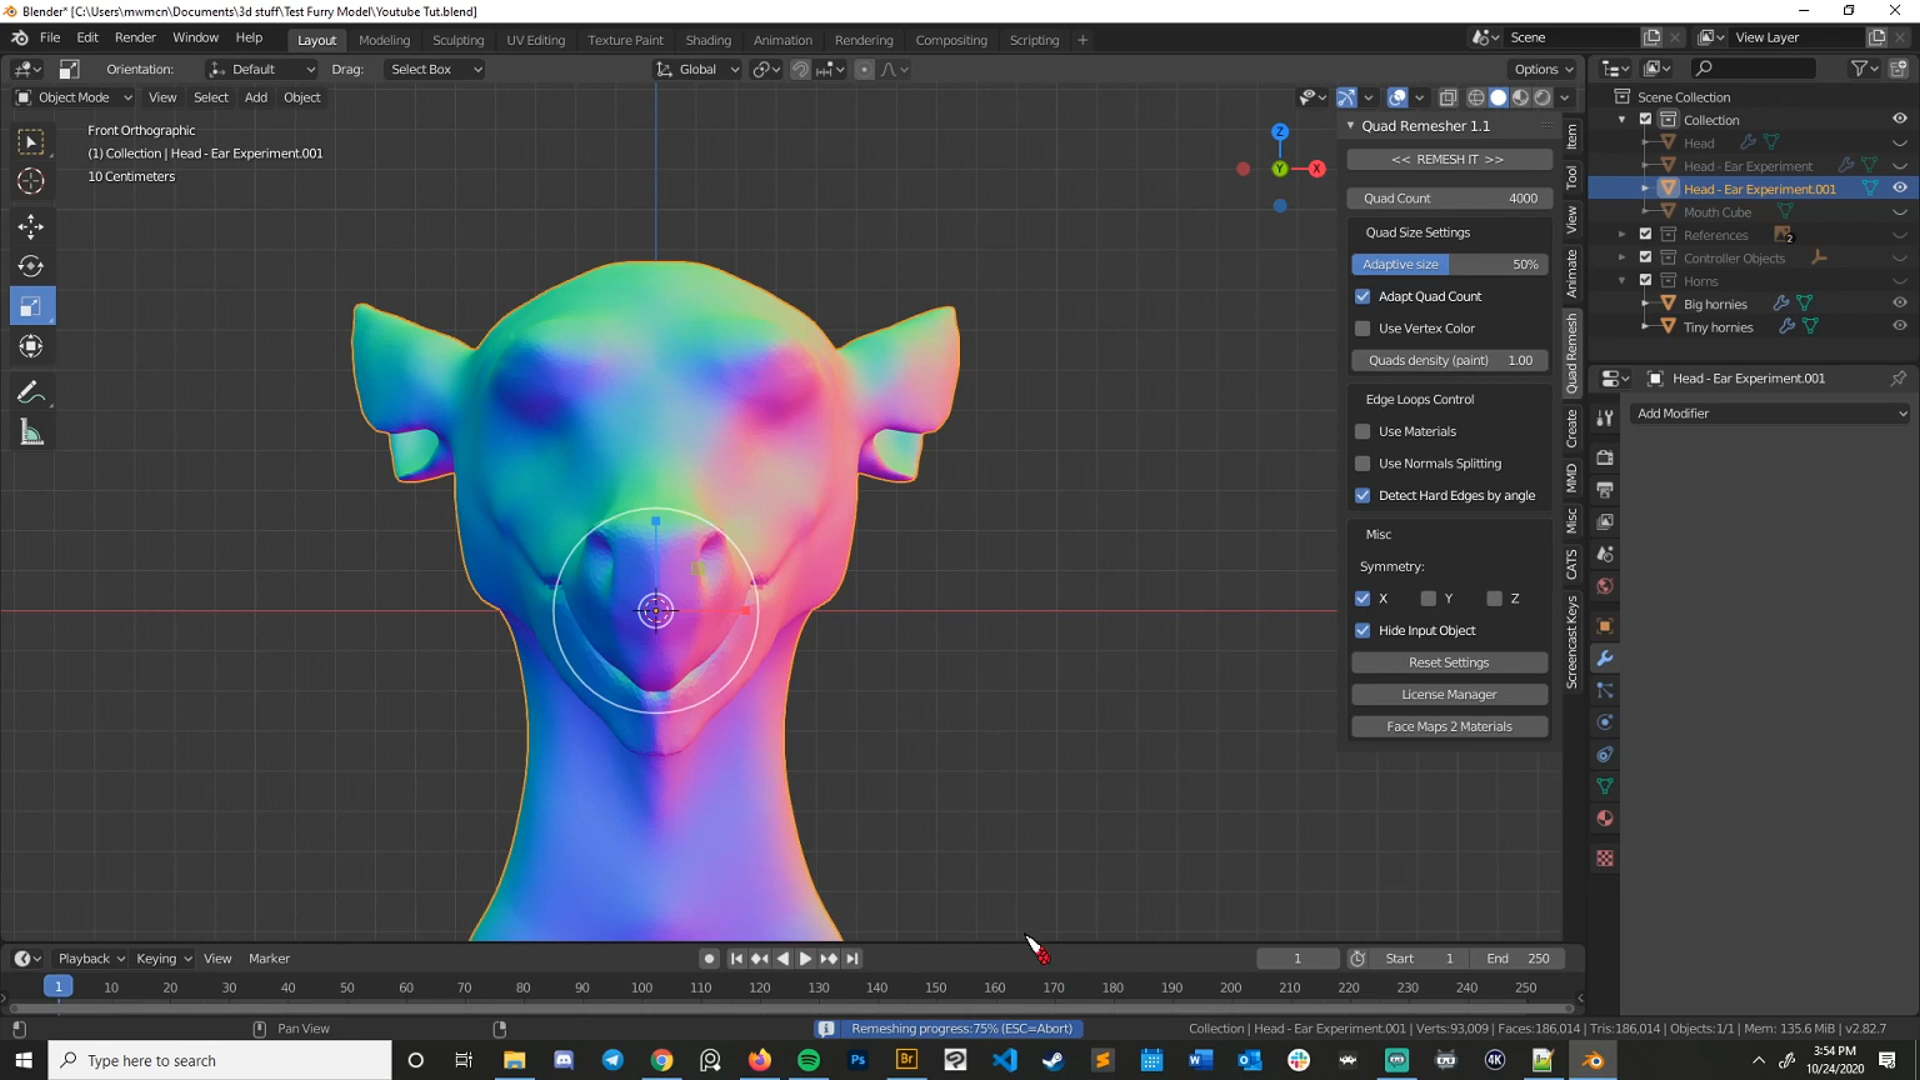 Blender* [C:\Users\mwmcn\Documents\3d stuff\Test Furry Model\Youtube Tut.blend]
File Edit Render Window Help
Layout Modeling Sculpting UV Editing Texture Paint Shading Animation Rendering Compositing Scripting +
Scene
View Layer
Orientation: Default Drag: Select Box
Global
Options
Object Mode View Select Add Object
Front Orthographic
(1) Collection | Head - Ear Experiment.001
10 Centimeters
Z
Y
X
Quad Remesher 1.1
<< REMESH IT >>
Quad Count 4000
Quad Size Settings
Adaptive size 50%
Adapt Quad Count
Use Vertex Color
Quads density (paint) 1.00
Edge Loops Control
Use Materials
Use Normals Splitting
Detect Hard Edges by angle
Misc
Symmetry:
X Y Z
Hide Input Object
Reset Settings
License Manager
Face Maps 2 Materials
Item
Tool
View
Animate
Quad Remesh
Create
MMD
Misc
CATS
Screencast Keys
Scene Collection
Collection
Head
Head - Ear Experiment
Head - Ear Experiment.001
Mouth Cube
References 2
Controller Objects
Horns
Big hornies
Tiny hornies
Head - Ear Experiment.001
Add Modifier
Playback Keying View Marker
1 Start 1 End 250
1 10 20 30 40 50 60 70 80 90 100 110 120 130 140 150 160 170 180 190 200 210 220 230 240 250
Pan View
Remeshing progress:75% (ESC=Abort)
Collection | Head - Ear Experiment.001 | Verts:93,009 | Faces:186,014 | Tris:186,014 | Objects:1/1 | Mem: 135.6 MiB | v2.82.7
Type here to search
Ps
Br
4K
3:54 PM
10/24/2020